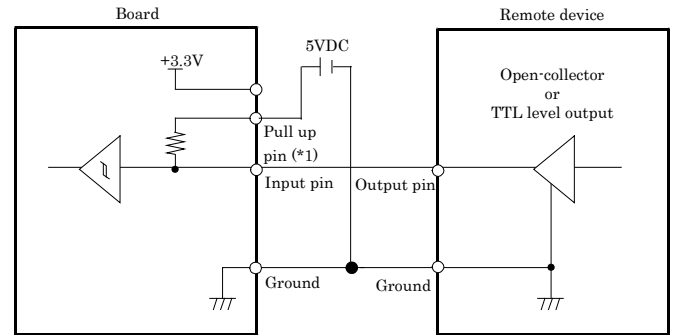 Board
Remote device
5VDC
+3.3V
Open-collector
or
TTL level output
Pull up
pin (*1)
Input pin
Output pin
Ground
Ground